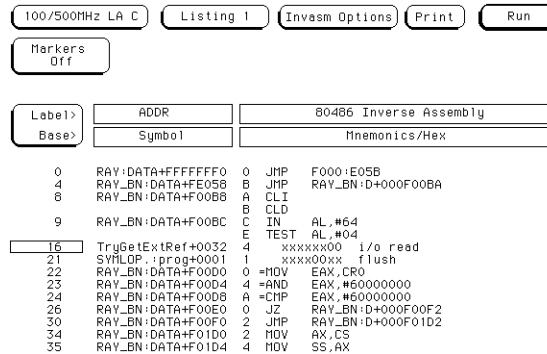 100/500MHz LA C Listing 1 Invasm Options Print Run
Markers
Off
Label> ADDR 80486 Inverse Assembly
Base> Symbol Mnemonics/Hex
0 RAY:DATA+FFFFFFF0 0 JMP F000:E05B
4 RAY_BN:DATA+FE058 B JMP RAY_BN:D+000F00BA
8 RAY_BN:DATA+F00B8 A CLI
B CLD
9 RAY_BN:DATA+F00BC C IN AL,#64
E TEST AL,#04
16 TryGetExtRef+0032 4 xxxxxx00 i/o read
21 SYMLOP.:prog+0001 1 xxxx00xx flush
22 RAY_BN:DATA+F00D0 0 =MOV EAX,CR0
23 RAY_BN:DATA+F00D4 4 =AND EAX,#60000000
24 RAY_BN:DATA+F00D8 A =CMP EAX,#60000000
26 RAY_BN:DATA+F00E0 0 JZ RAY_BN:D+000F00F2
30 RAY_BN:DATA+F00F0 2 JMP RAY_BN:D+000F01D2
34 RAY_BN:DATA+F01D0 2 MOV AX,CS
35 RAY_BN:DATA+F01D4 4 MOV SS,AX